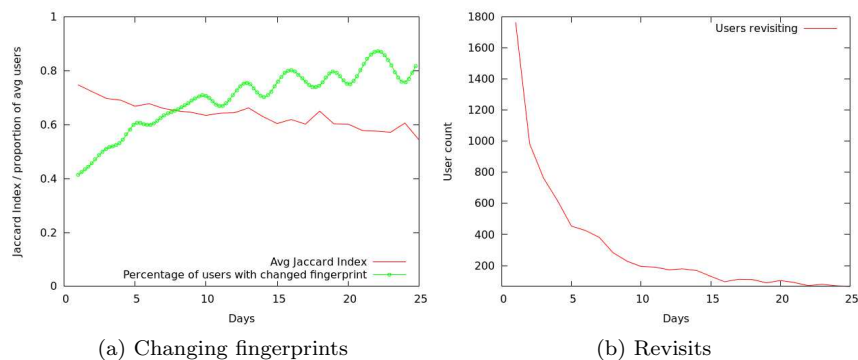 1
0.8
0.6
0.4
0.2
0
0 5 10 15 20 25
Jaccard Index / proportion of avg users
Days
Avg Jaccard Index
Percentage of users with changed fingerprint
(a) Changing fingerprints
1800
1600
1400
1200
1000
800
600
400
200
0 5 10 15 20 25
User count
Days
Users revisiting
(b) Revisits